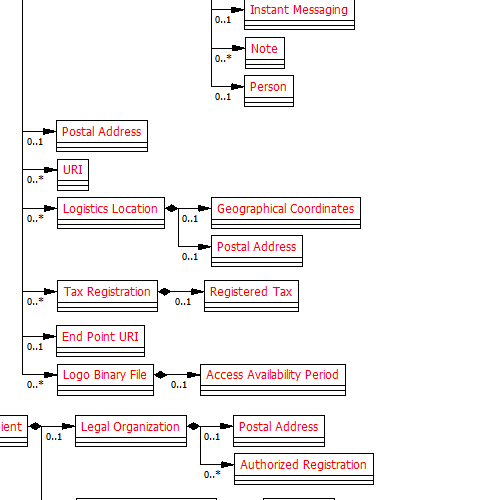 Instant Messaging
0..1
Note
0..*
Person
0..1
Postal Address
0..1
URI
0..*
Logistics Location
Geographical Coordinates
0..*
0..1
Postal Address
0..1
Tax Registration
Registered Tax
0..*
0..1
End Point URI
0..1
Logo Binary File
Access Availability Period
0..*
0..1
ient
Legal Organization
Postal Address
0..1
0..1
Authorized Registration
0..*